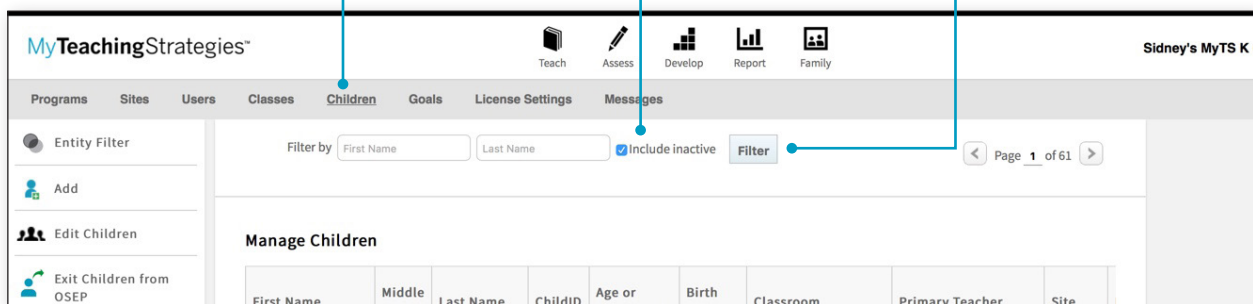 MyTeachingStrategies™
Teach Assess Develop Report Family
Sidney's MyTS K
Programs Sites Users Classes Children Goals License Settings Messages
Entity Filter
Filter by First Name Last Name Include inactive Filter Page 1 of 61
Add
Edit Children
Manage Children
Exit Children from
OSEP
First Name Middle Last Name ChildID Age or Birth Classroom Primary Teacher Site